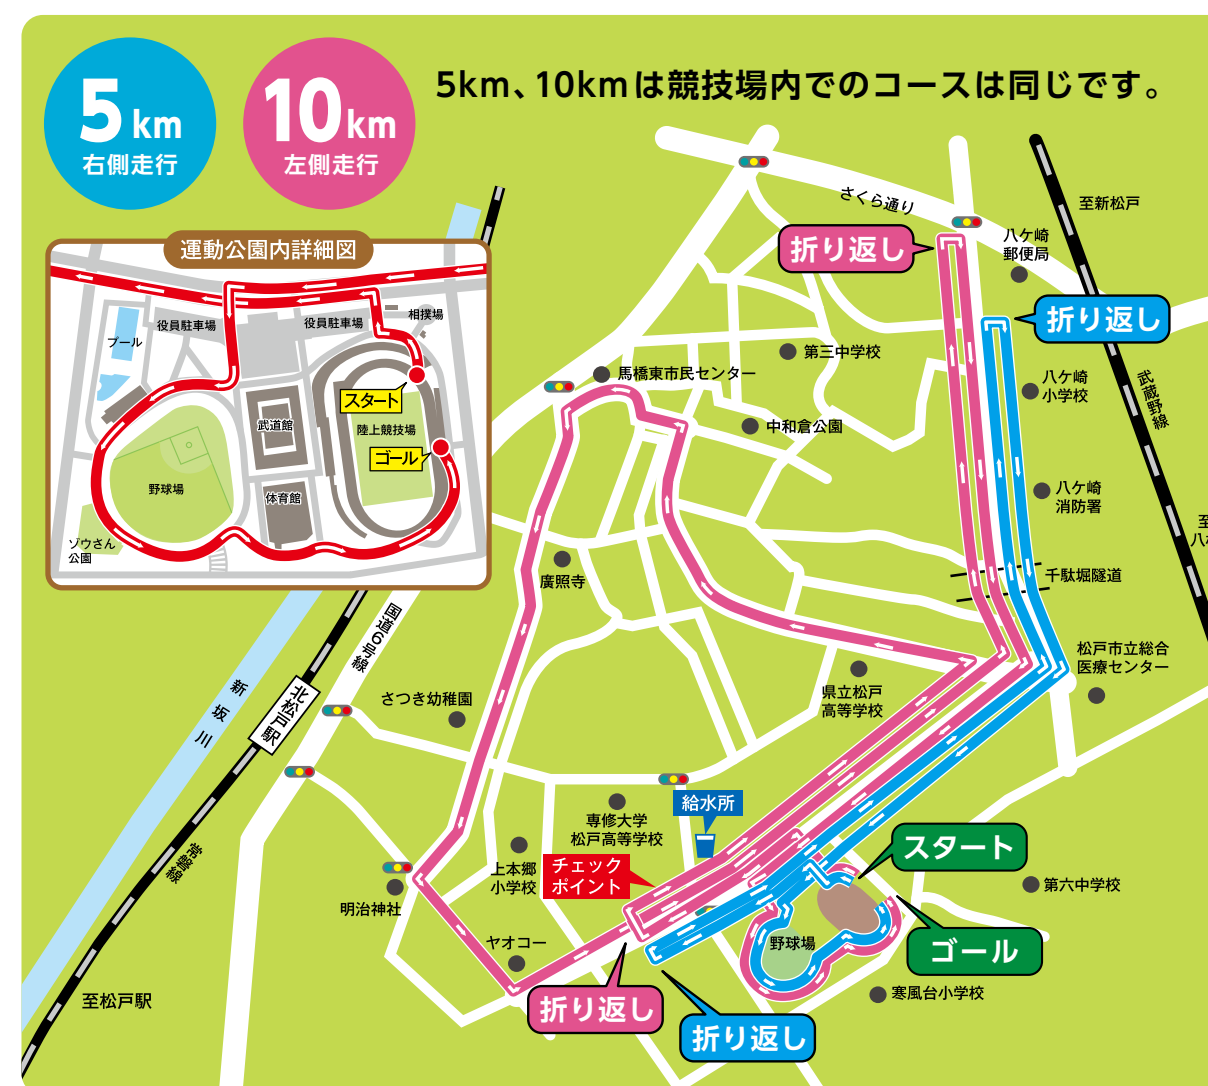 5km
右側走行
10km
左側走行
5km、10kmは競技場内でのコースは同じです。
運動公園内詳細図
プール
役員駐車場
役員駐車場
相撲場
スタート
武道館
陸上競技場
ゴール
野球場
体育館
ゾウさん
公園
さくら通り
至新松戸
折り返し
八ケ崎
郵便局
折り返し
第三中学校
馬橋東市民センター
八ケ崎
小学校
武蔵野線
中和倉公園
八ケ崎
消防署
至
廣照寺
千駄堀隧道
国道6号線
松戸市立総合
医療センター
新坂川
北松戸駅
さつき幼稚園
県立松戸
高等学校
給水所
専修大学
松戸高等学校
常磐線
上本郷
小学校
チェック
ポイント
スタート
第六中学校
明治神社
ヤオコー
野球場
ゴール
至松戸駅
寒風台小学校
折り返し
折り返し